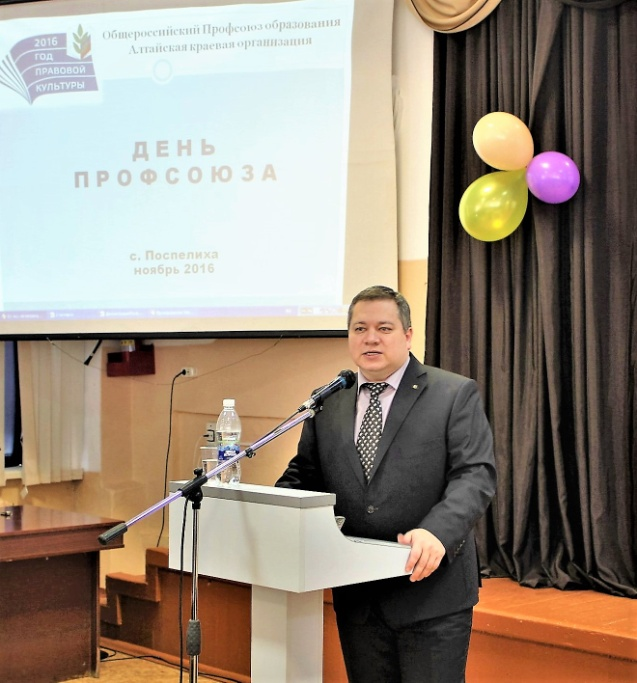 Общероссийский Профсоюз образования
Алтайская краевая организация
2016
ГОД
ПРАВОВОЙ
КУЛЬТУРЫ
ДЕНЬ
ПРОФСОЮЗА
с. Поспелиха
ноябрь 2016